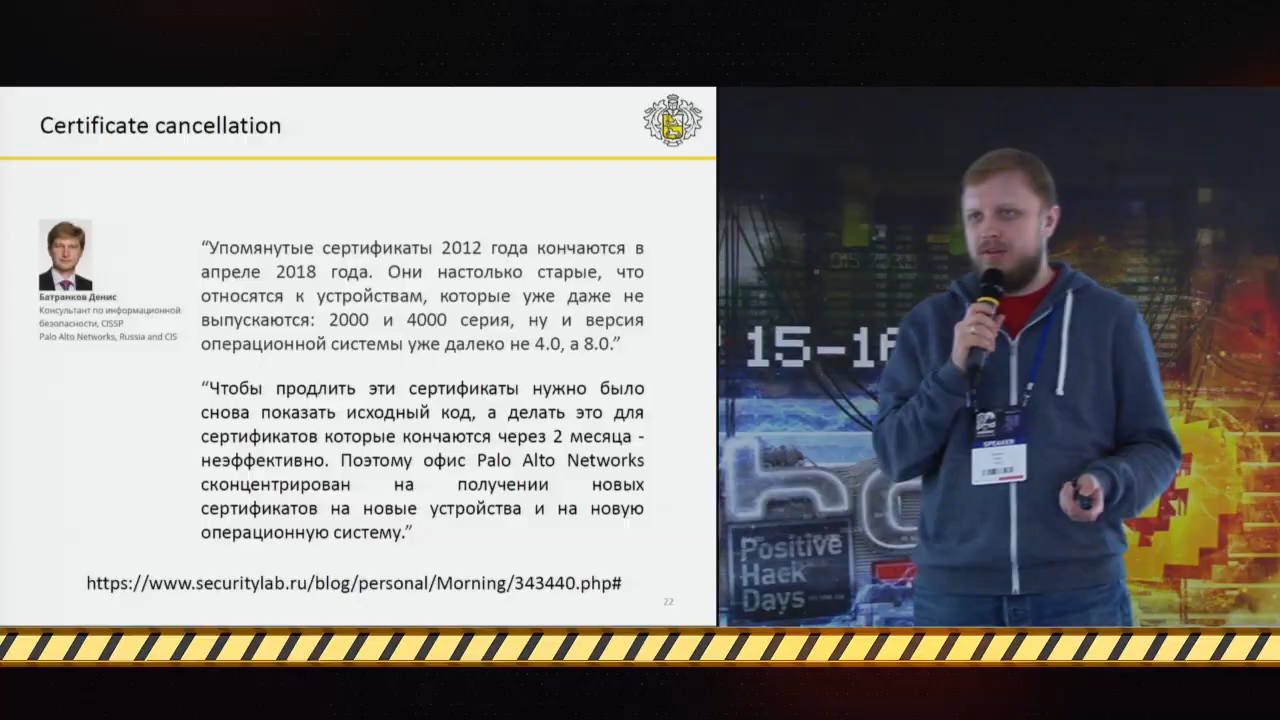 Certificate cancellation
Батранков Денис
Консультант по информационной
безопасности, CISSP
Palo Alto Networks, Russia and CIS
“Упомянутые сертификаты 2012 года кончаются в
апреле 2018 года. Они настолько старые, что
относятся к устройствам, которые уже даже не
выпускаются: 2000 и 4000 серия, ну и версия
операционной системы уже далеко не 4.0, а 8.0.”
“Чтобы продлить эти сертификаты нужно было
снова показать исходный код, а делать это для
сертификатов которые кончаются через 2 месяца -
неэффективно. Поэтому офис Palo Alto Networks
сконцентрирован на получении новых
сертификатов на новые устройства и на новую
операционную систему.”
https://www.securitylab.ru/blog/personal/Morning/343440.php#
22
15-1
SPEAKER
Positive
Hack
Days